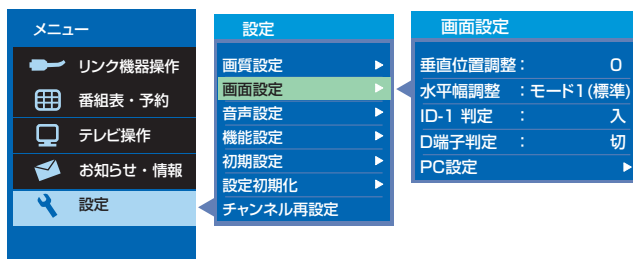 メニュー
リンク機器操作
番組表・予約
テレビ操作
お知らせ・情報
設定
設定
画質設定
画面設定
音声設定
機能設定
初期設定
設定初期化
チャンネル再設定
画面設定
垂直位置調整： 0
水平幅調整 ：モード1(標準)
ID-1 判定 ： 入
D端子判定 ： 切
PC設定